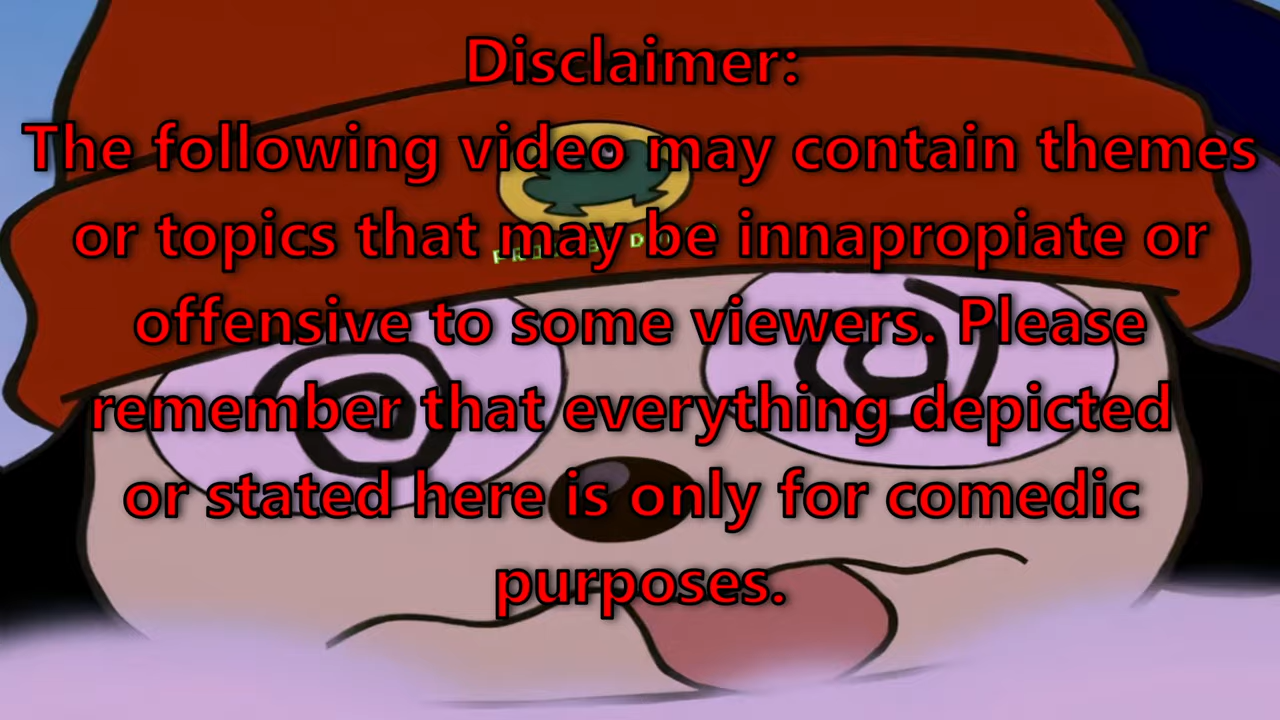 Disclaimer:
The following video may contain themes
or topics that may be innapropiate or
offensive to some viewers. Please
remember that everything depicted
or stated here is only for comedic
purposes.